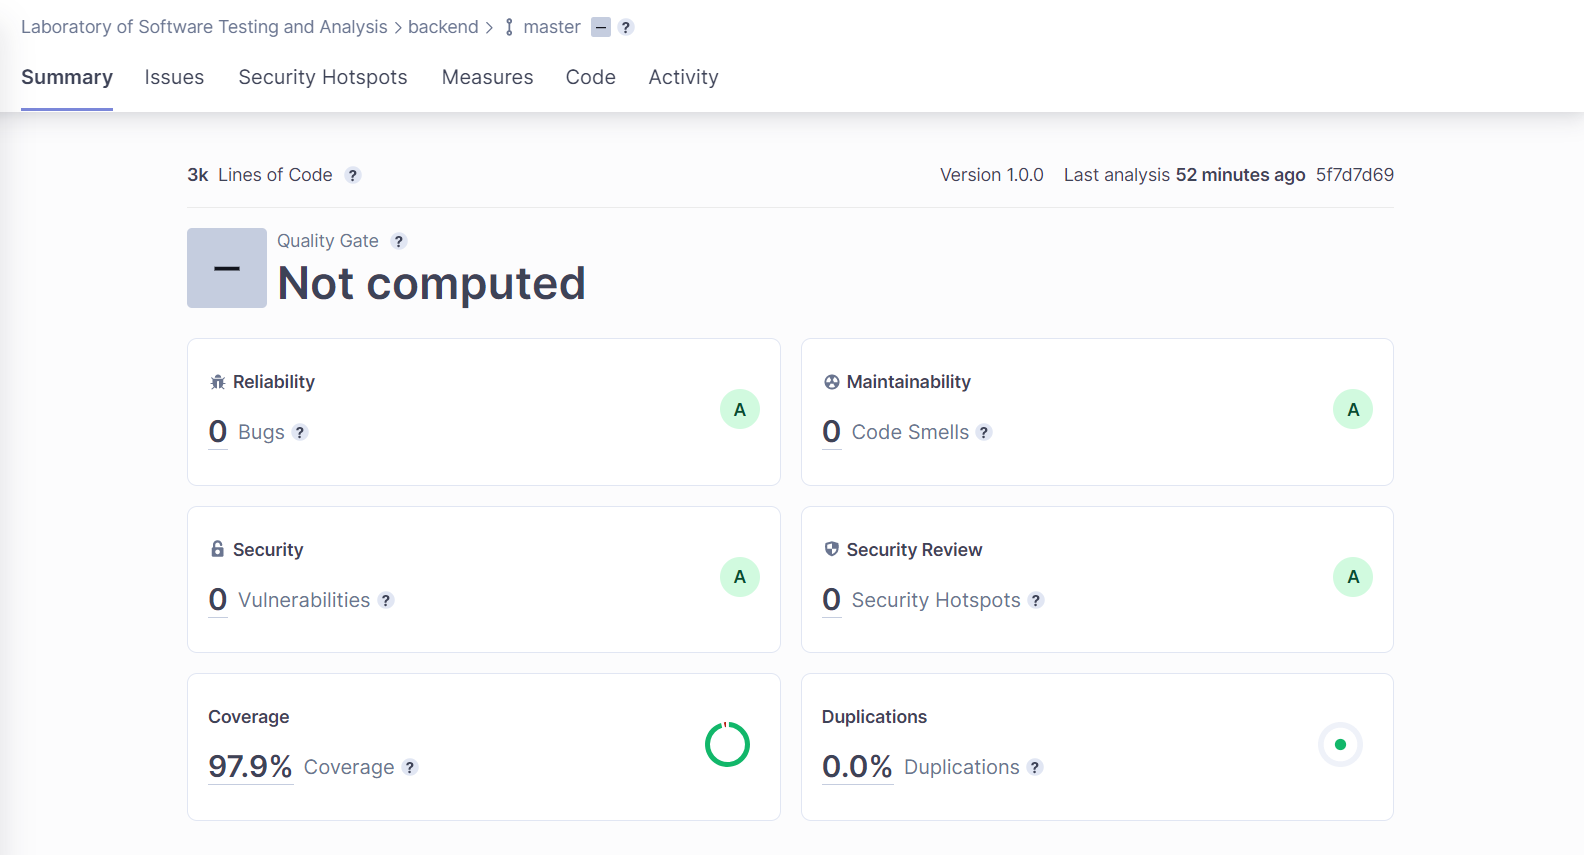 Laboratory of Software Testing and Analysis > backend > master – ?
Summary Issues Security Hotspots Measures Code Activity
3k Lines of Code ? Version 1.0.0 Last analysis 52 minutes ago 5f7d7d69
Quality Gate ?
–
Not computed
Reliability
0 Bugs ?
A
Maintainability
0 Code Smells ?
A
Security
0 Vulnerabilities ?
A
Security Review
0 Security Hotspots ?
A
Coverage
97.9% Coverage ?
Duplications
0.0% Duplications ?